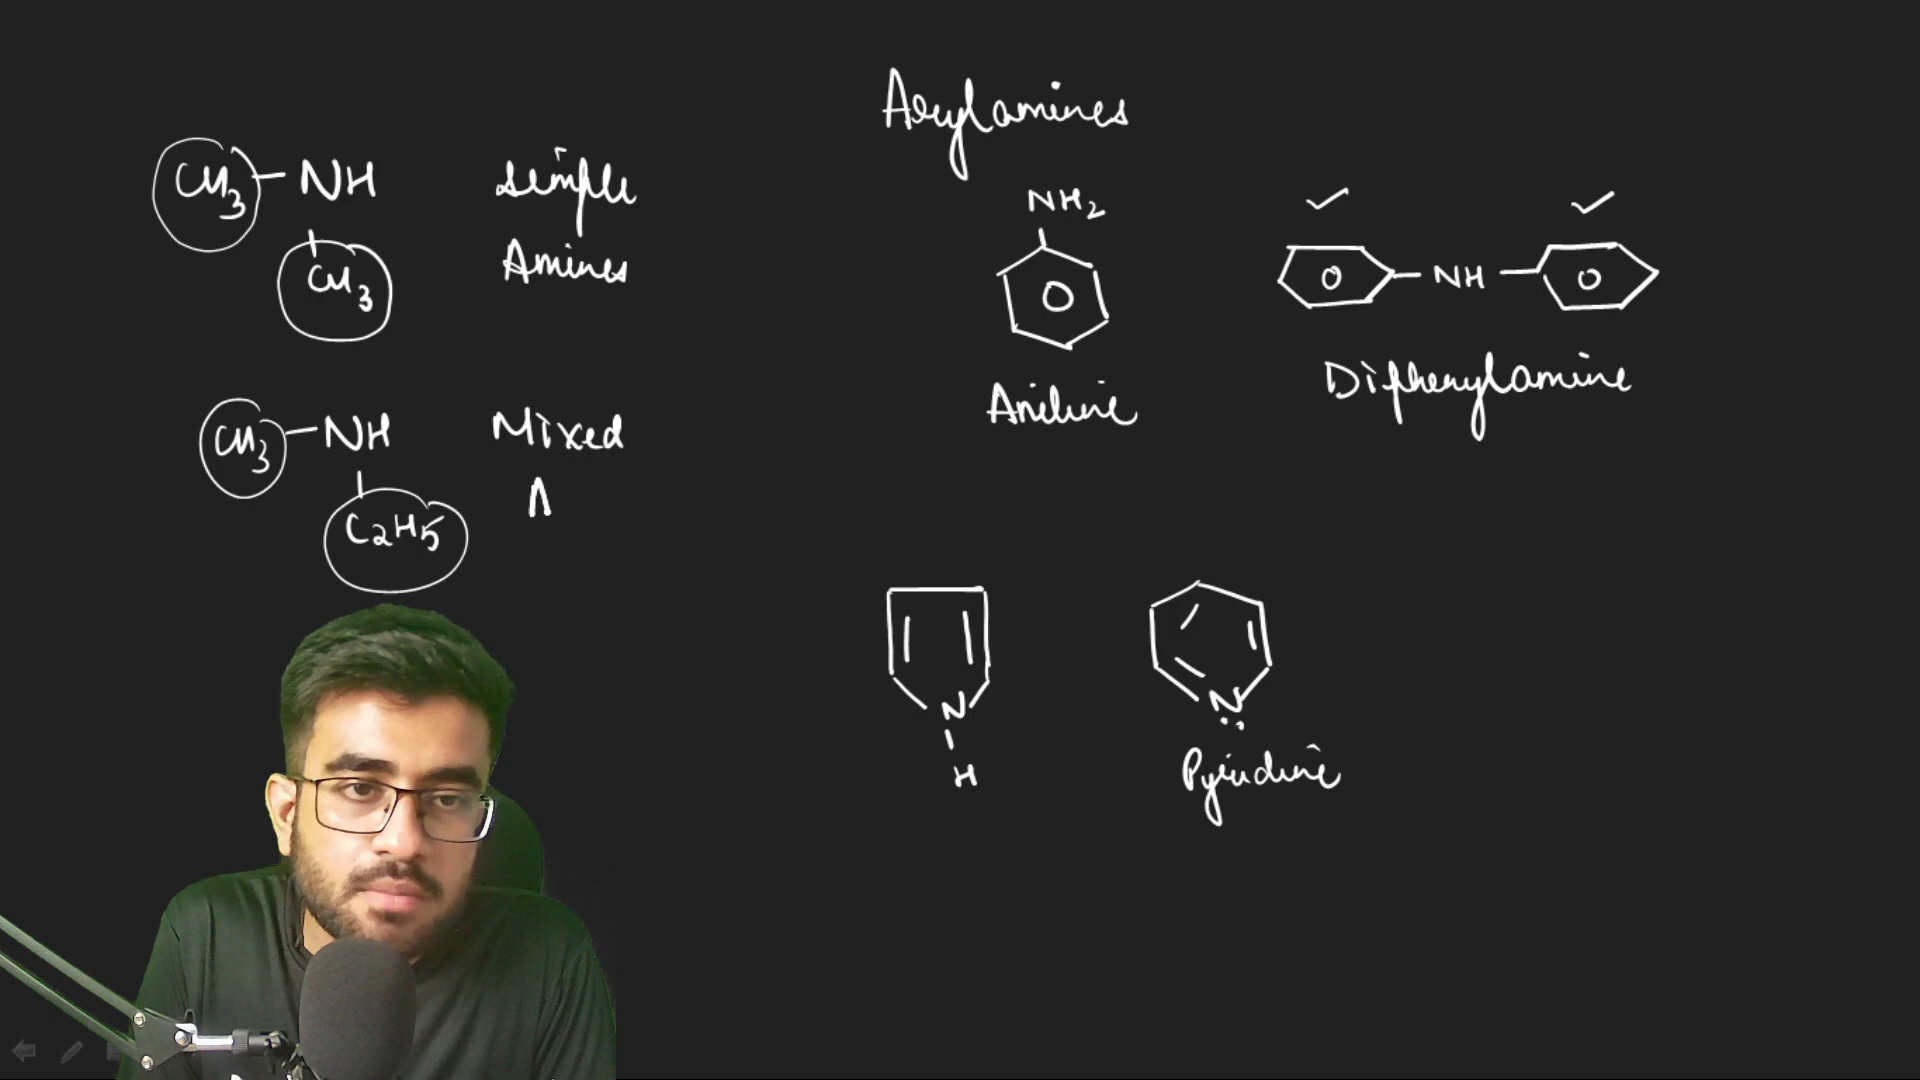 CH3 - NH
CH3
Simple
Amines
CH3 - NH
C2H5
Mixed
A
Arylamines
NH2
Aniline
NH
Diphenylamine
N
H
N
Pyridine